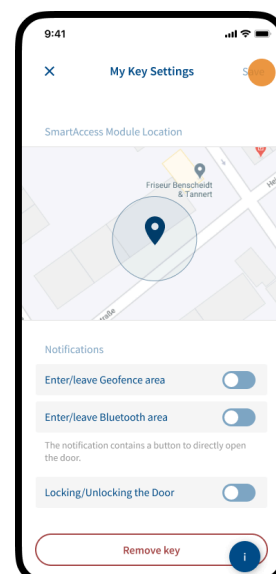 9:41
My Key Settings
SmartAccess Module Location
Friseur Benscheidt
& Tannert
Notifications
Enter/leave Geofence area
Enter/leave Bluetooth area
The notification contains a button to directly open
the door.
Locking/Unlocking the Door
Remove key
i